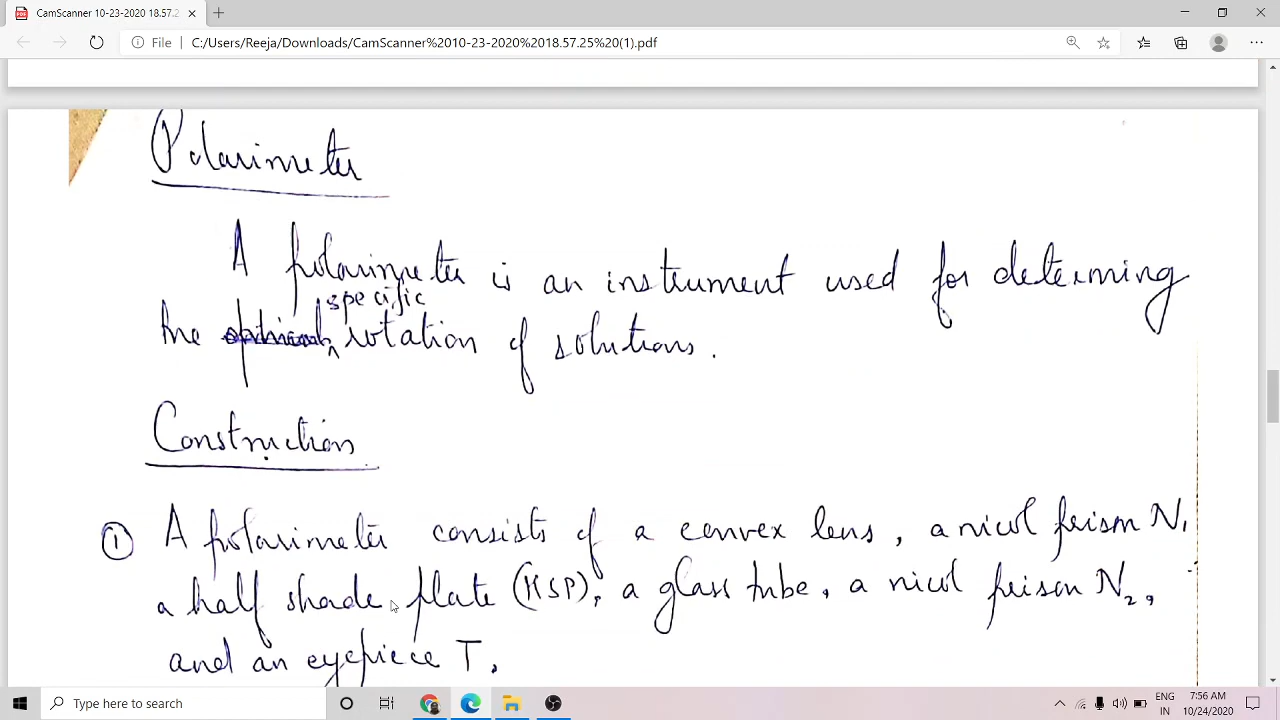 CamScanner 10-23-2020 18.57.2
File C:/Users/Reeja/Downloads/CamScanner%2010-23-2020%2018.57.25%20(1).pdf
Polarimeter
A polarimeter is an instrument used for determing
specific
the optical rotation of solutions.
Construction
① A polarimeter consists of a convex lens, a nicol prism N₁
a half shade plate (HSP), a glass tube, a nicol prison N₂,
and an eyepiece T.
Type here to search
ENG 7:56 AM
IN 10/24/2020